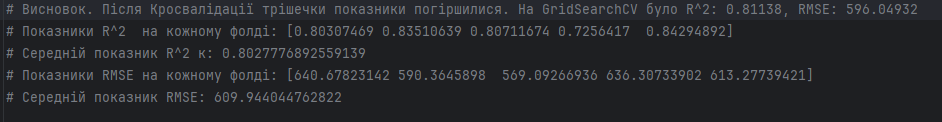 # Висновок. Після Кросвалідації трішечки показники погіршилися. На GridSearchCV було R^2: 0.81138, RMSE: 596.04932
# Показники R^2  на кожному фолді: [0.80307469 0.83510639 0.80711674 0.7256417  0.84294892]
# Середній показник R^2 к: 0.8027776892559139
# Показники RMSE на кожному фолді: [640.67823142 590.3645898  569.09266936 636.30733902 613.27739421]
# Середній показник RMSE: 609.944044762822